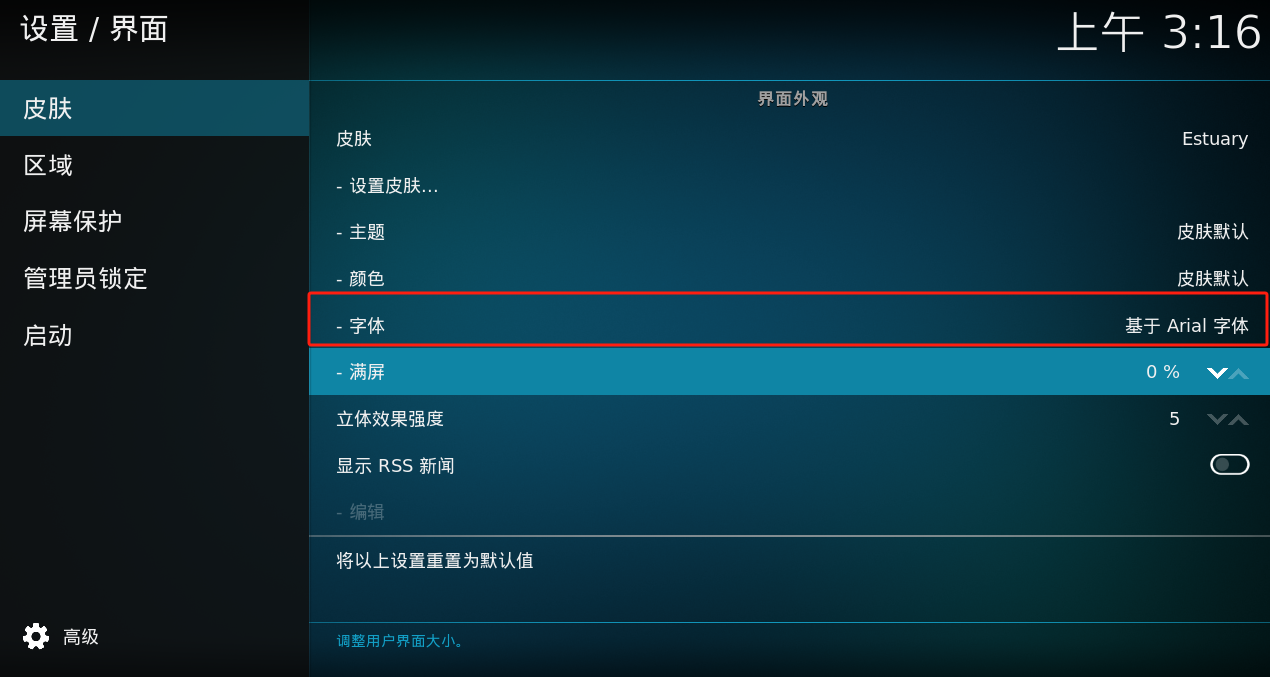 设置 / 界面
上午 3:16
皮肤
区域
屏幕保护
管理员锁定
启动
高级
界面外观
皮肤 Estuary
- 设置皮肤...
- 主题 皮肤默认
- 颜色 皮肤默认
- 字体 基于 Arial 字体
- 满屏 0 %
立体效果强度 5
显示 RSS 新闻
- 编辑
将以上设置重置为默认值
调整用户界面大小。